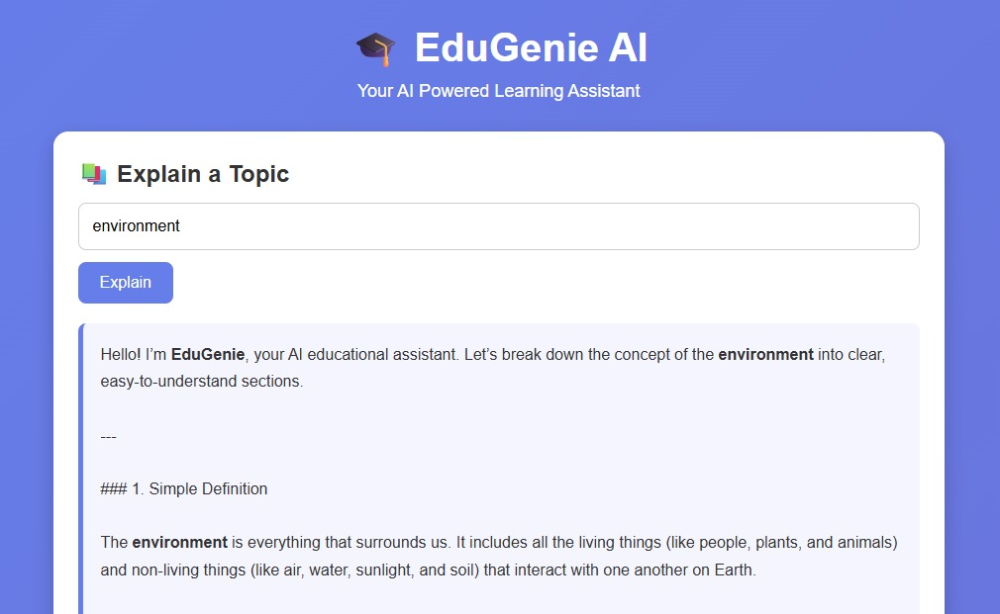 EduGenie AI
Your AI Powered Learning Assistant
Explain a Topic
environment
Explain
Hello! I’m EduGenie, your AI educational assistant. Let’s break down the concept of the environment into clear,
easy-to-understand sections.
---
### 1. Simple Definition
The environment is everything that surrounds us. It includes all the living things (like people, plants, and animals)
and non-living things (like air, water, sunlight, and soil) that interact with one another on Earth.